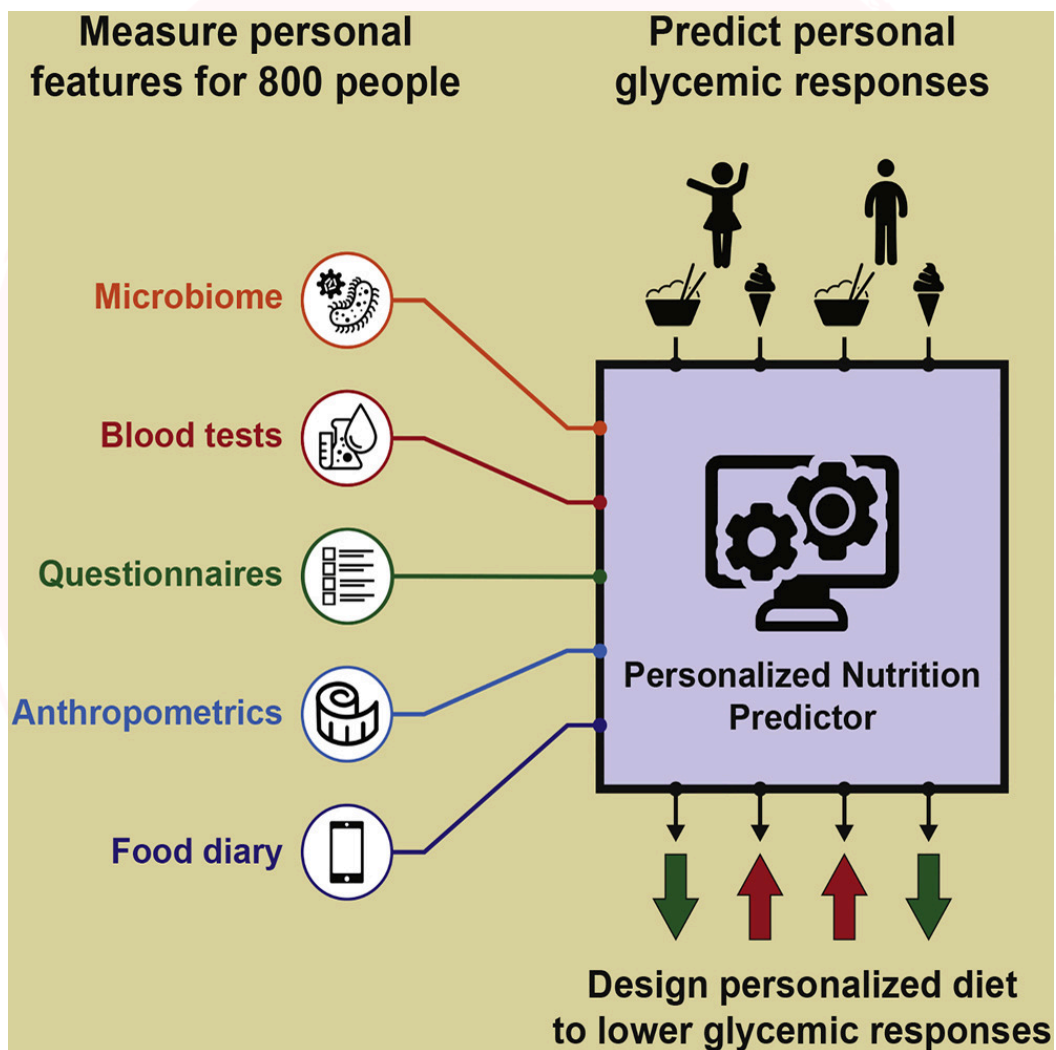 Measure personal
features for 800 people
Predict personal
glycemic responses
Microbiome
Blood tests
Questionnaires
Anthropometrics
Food diary
Personalized Nutrition
Predictor
Design personalized diet
to lower glycemic responses